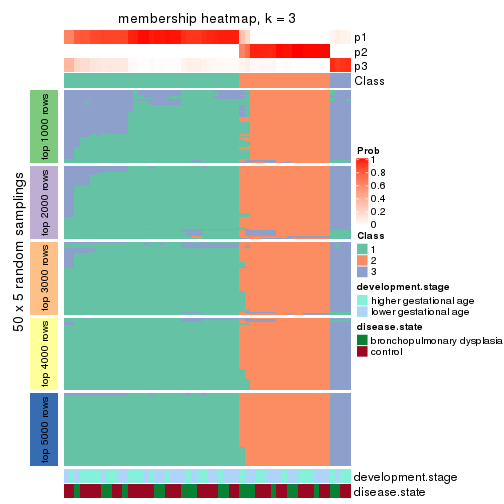 membership heatmap, k = 3
p1
p2
p3
Class
50 x 5 random samplings
top 1000 rows
top 2000 rows
top 3000 rows
top 4000 rows
top 5000 rows
Prob
1
0.8
0.6
0.4
0.2
0
Class
1
2
3
development.stage
higher gestational age
lower gestational age
disease.state
bronchopulmonary dysplasia
control
development.stage
disease.state